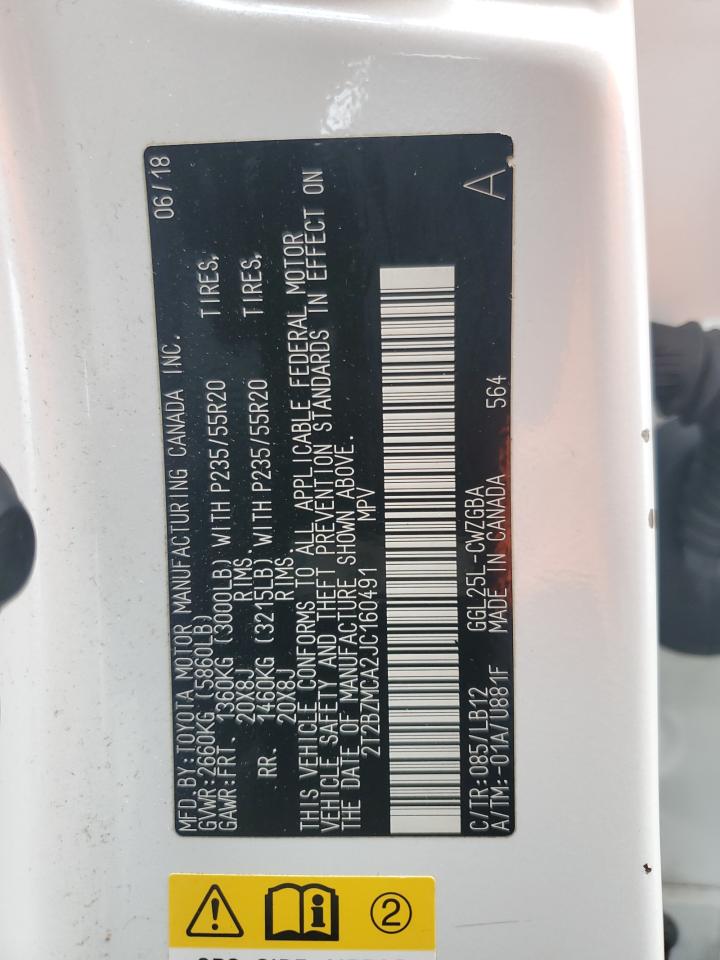 MFD.BY:TOYOTA MOTOR MANUFACTURING CANADA INC. 06/18
GVWR:2660KG (5860LB)
GAWR:FRT. 1360KG (3000LB) WITH P235/55R20 TIRES,
20X8J RIMS.
RR. 1460KG (3215LB) WITH P235/55R20 TIRES,
20X8J RIMS.
THIS VEHICLE CONFORMS TO ALL APPLICABLE FEDERAL MOTOR
VEHICLE SAFETY AND THEFT PREVENTION STANDARDS IN EFFECT ON
THE DATE OF MANUFACTURE SHOWN ABOVE.
2T2BZMCA2JC160491 MPV
C/TR:085/LB12 GGL25L-CWZGBA
A/TM:-01A/U881F MADE IN CANADA 564 A
2